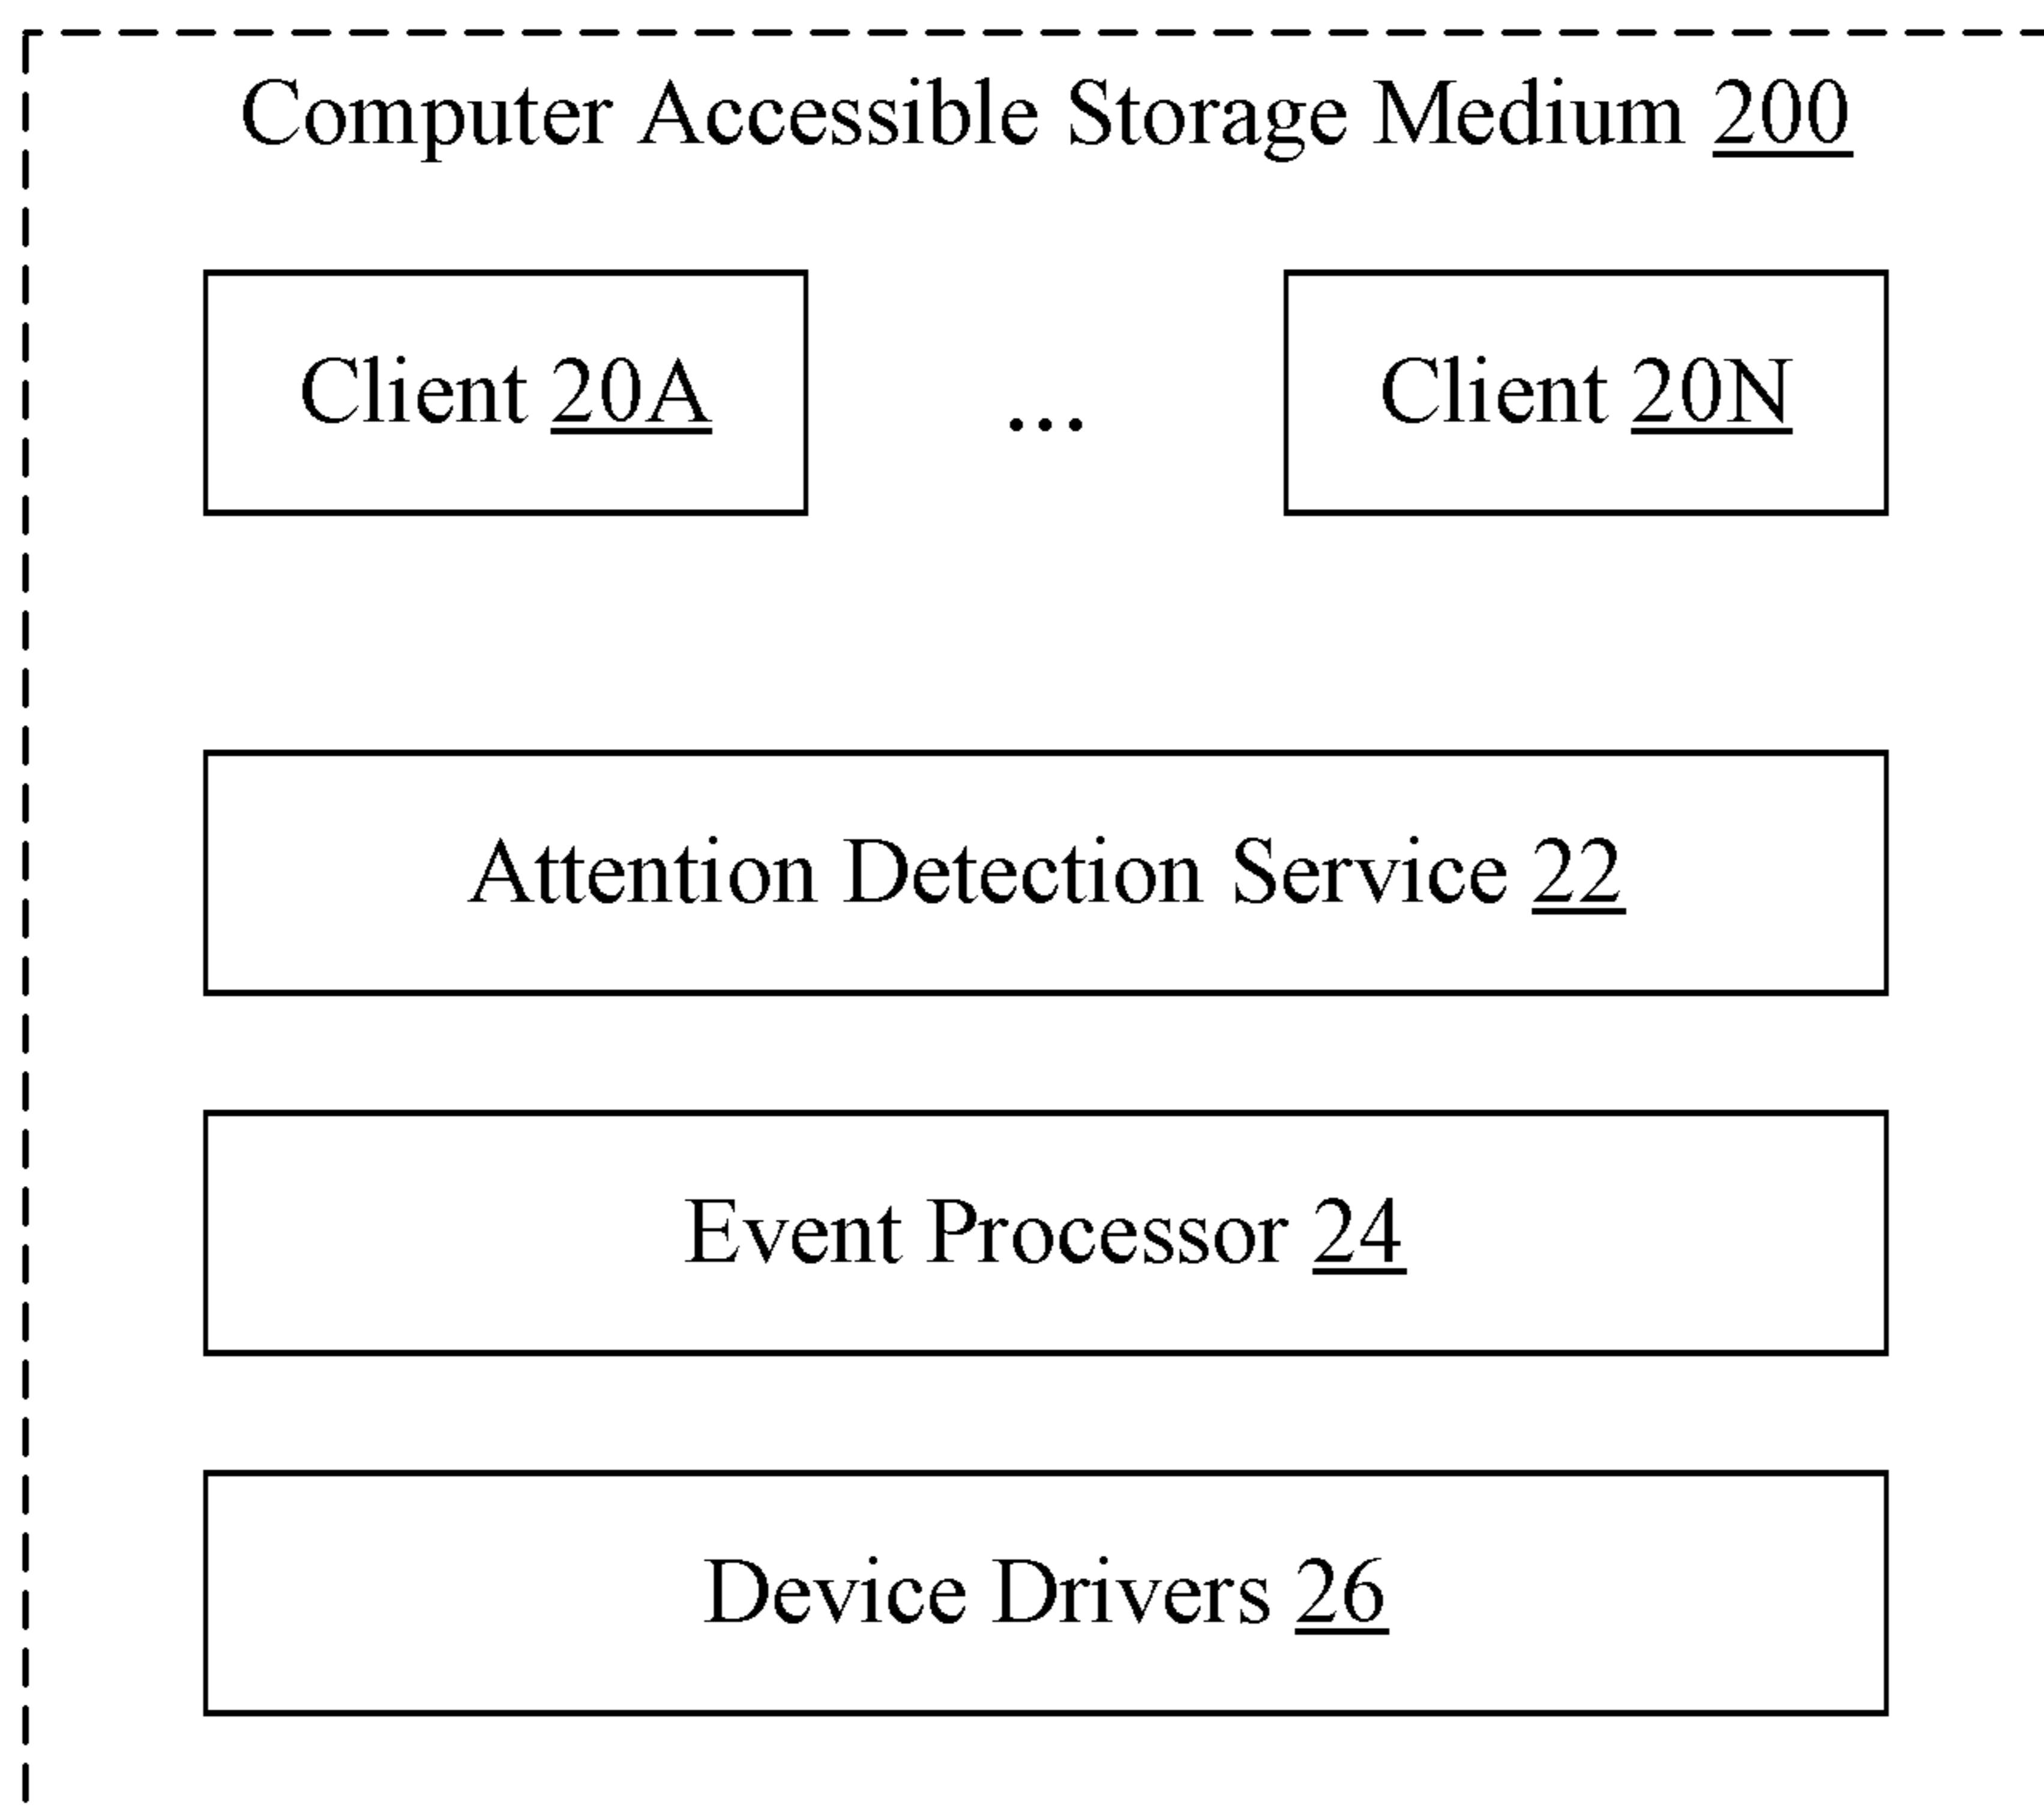 Computer Accessible Storage Medium 200
Client 20A ... Client 20N
Attention Detection Service 22
Event Processor 24
Device Drivers 26